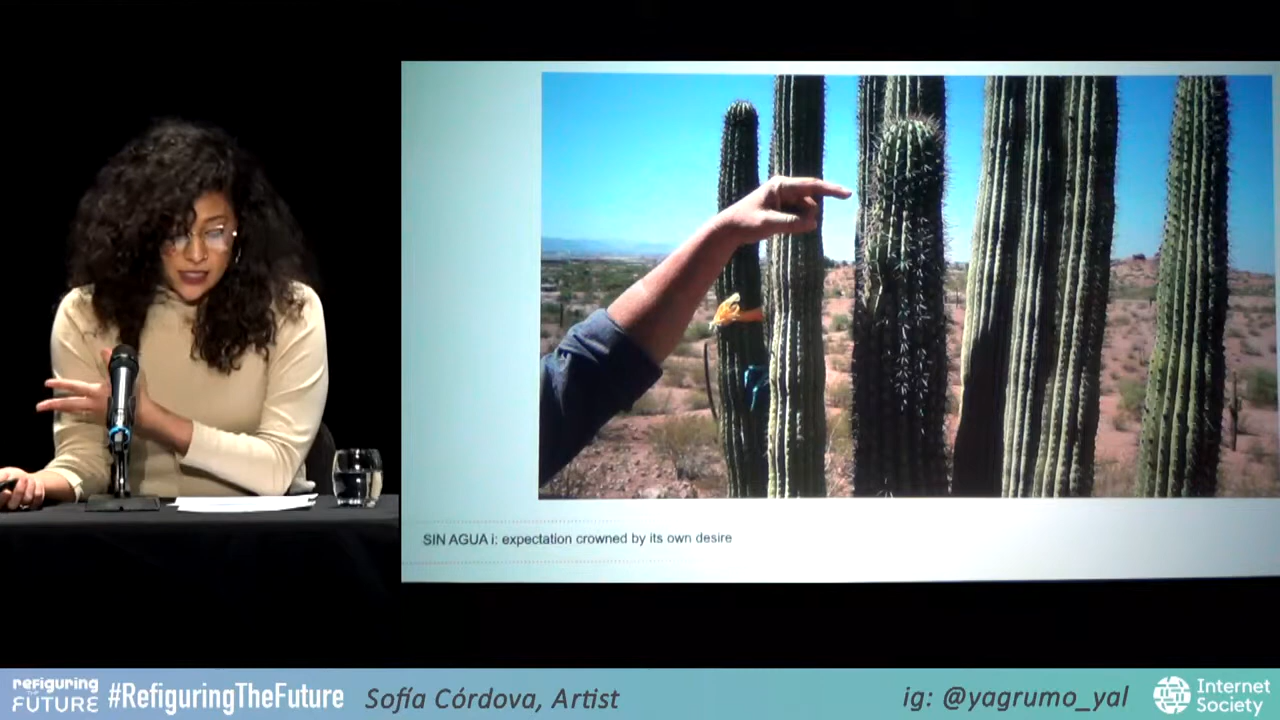 SIN AGUA i: expectation crowned by its own desire
refiguring
THE
FUTURE
#RefiguringTheFuture
Sofía Córdova, Artist
ig: @yagrumo_yal
Internet
Society